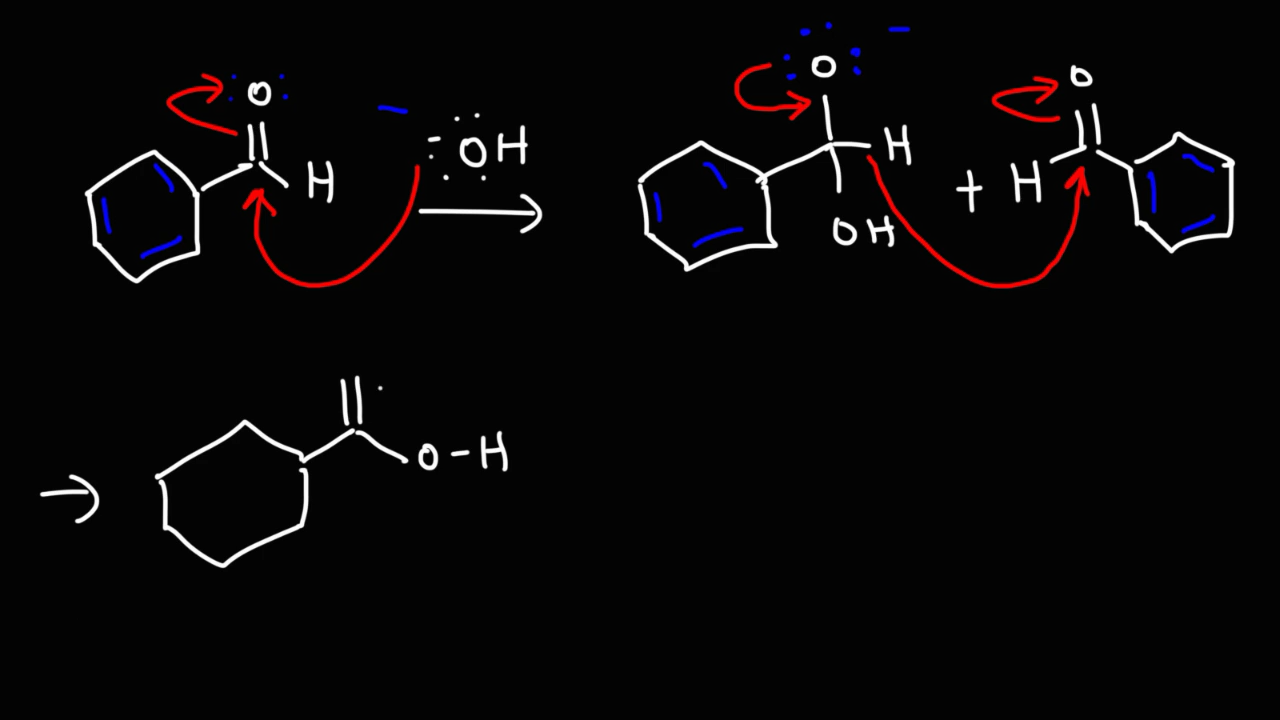 O O O
OH H
H + H
OH
O-H